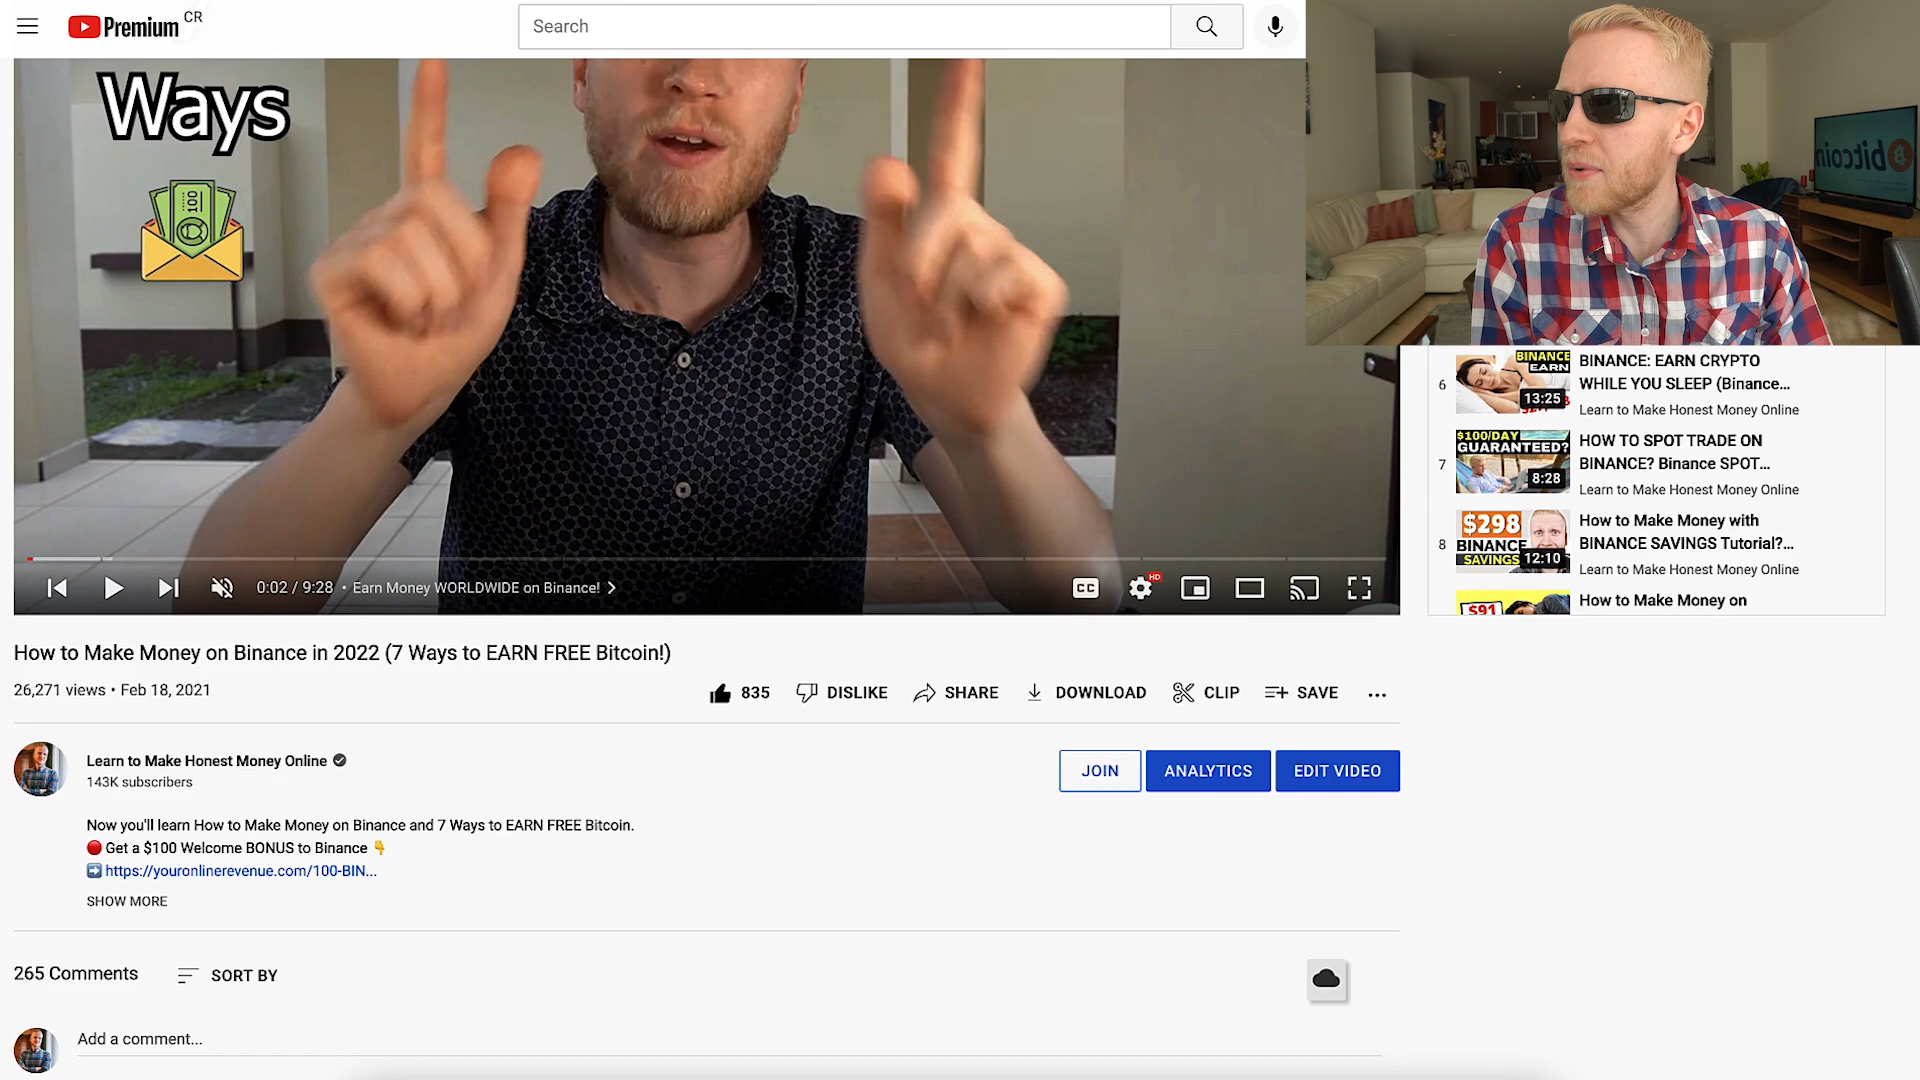 Premium CR
Search
Ways
100
bitcoin
0:02 / 9:28 • Earn Money WORLDWIDE on Binance!
CC
HD
6
BINANCE
EARN
13:25
BINANCE: EARN CRYPTO
WHILE YOU SLEEP (Binance...
Learn to Make Honest Money Online
7
$100/DAY
GUARANTEED?
8:28
HOW TO SPOT TRADE ON
BINANCE? Binance SPOT...
Learn to Make Honest Money Online
8
$298
BINANCE
SAVINGS
12:10
How to Make Money with
BINANCE SAVINGS Tutorial?...
Learn to Make Honest Money Online
$91
How to Make Money on
How to Make Money on Binance in 2022 (7 Ways to EARN FREE Bitcoin!)
26,271 views • Feb 18, 2021
835 DISLIKE SHARE DOWNLOAD CLIP SAVE ...
Learn to Make Honest Money Online
143K subscribers
JOIN ANALYTICS EDIT VIDEO
Now you'll learn How to Make Money on Binance and 7 Ways to EARN FREE Bitcoin.
Get a $100 Welcome BONUS to Binance
https://youronlinerevenue.com/100-BIN...
SHOW MORE
265 Comments SORT BY
Add a comment...